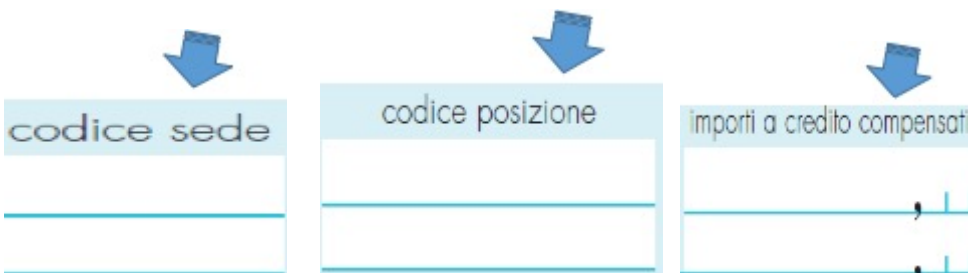 codice sede
codice posizione
importi a credito compensati
,
,